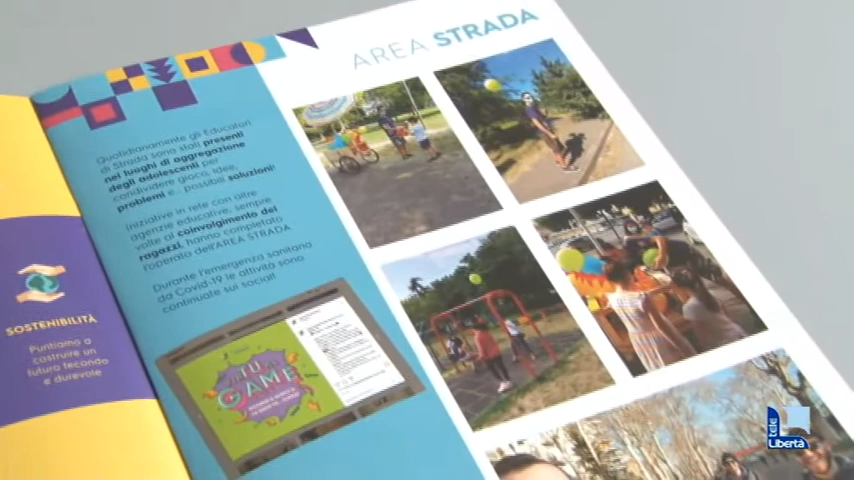 AREA STRADA
Quotidianamente gli Educatori
di Strada sono stati presenti
nei luoghi di aggregazione
degli adolescenti per
condividere gioco, idee,
problemi e... possibili soluzioni!
Iniziative in rete con altre
agenzie educative, sempre
volte al coinvolgimento dei
ragazzi, hanno completato
l'operato dell'AREA STRADA
Durante l'emergenza sanitaria
da Covid-19 le attività sono
continuate sui social!
SOSTENIBILITÀ
Puntiamo a
costruire un
futuro fecondo
e durevole
TU
GAME
tele
Libertà